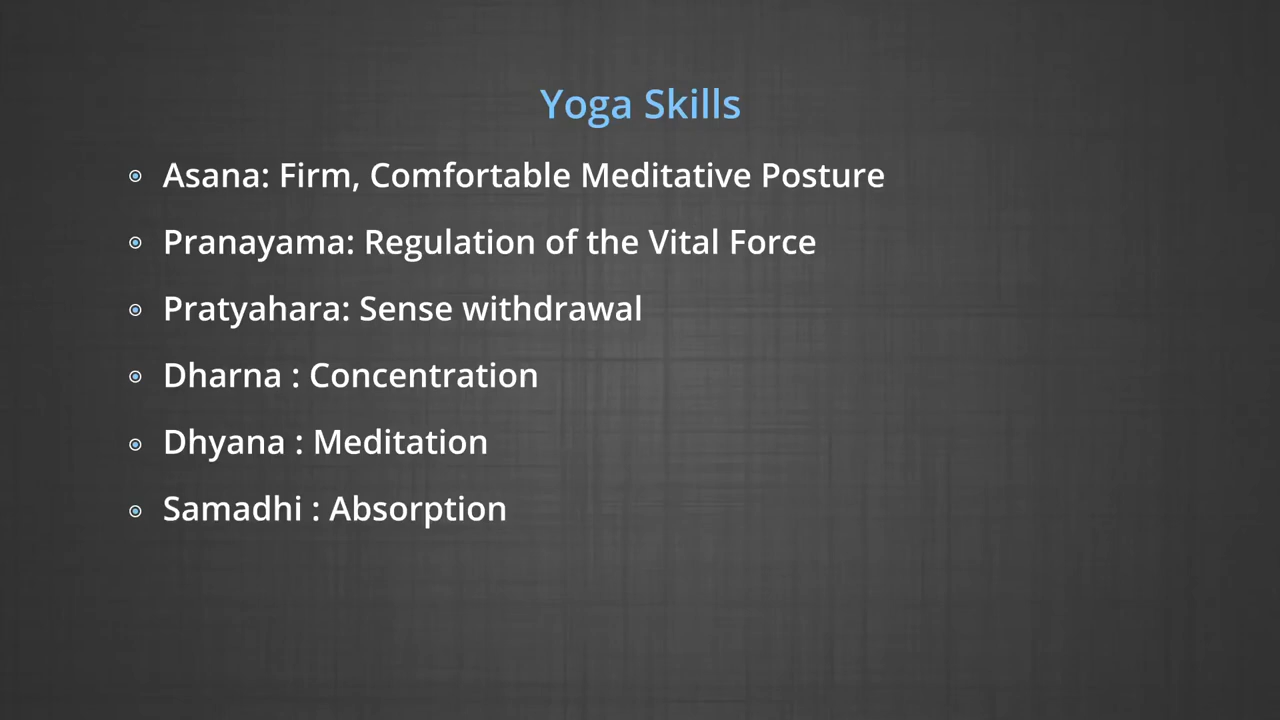 Yoga Skills
Asana: Firm, Comfortable Meditative Posture
Pranayama: Regulation of the Vital Force
Pratyahara: Sense withdrawal
Dharna : Concentration
Dhyana : Meditation
Samadhi : Absorption